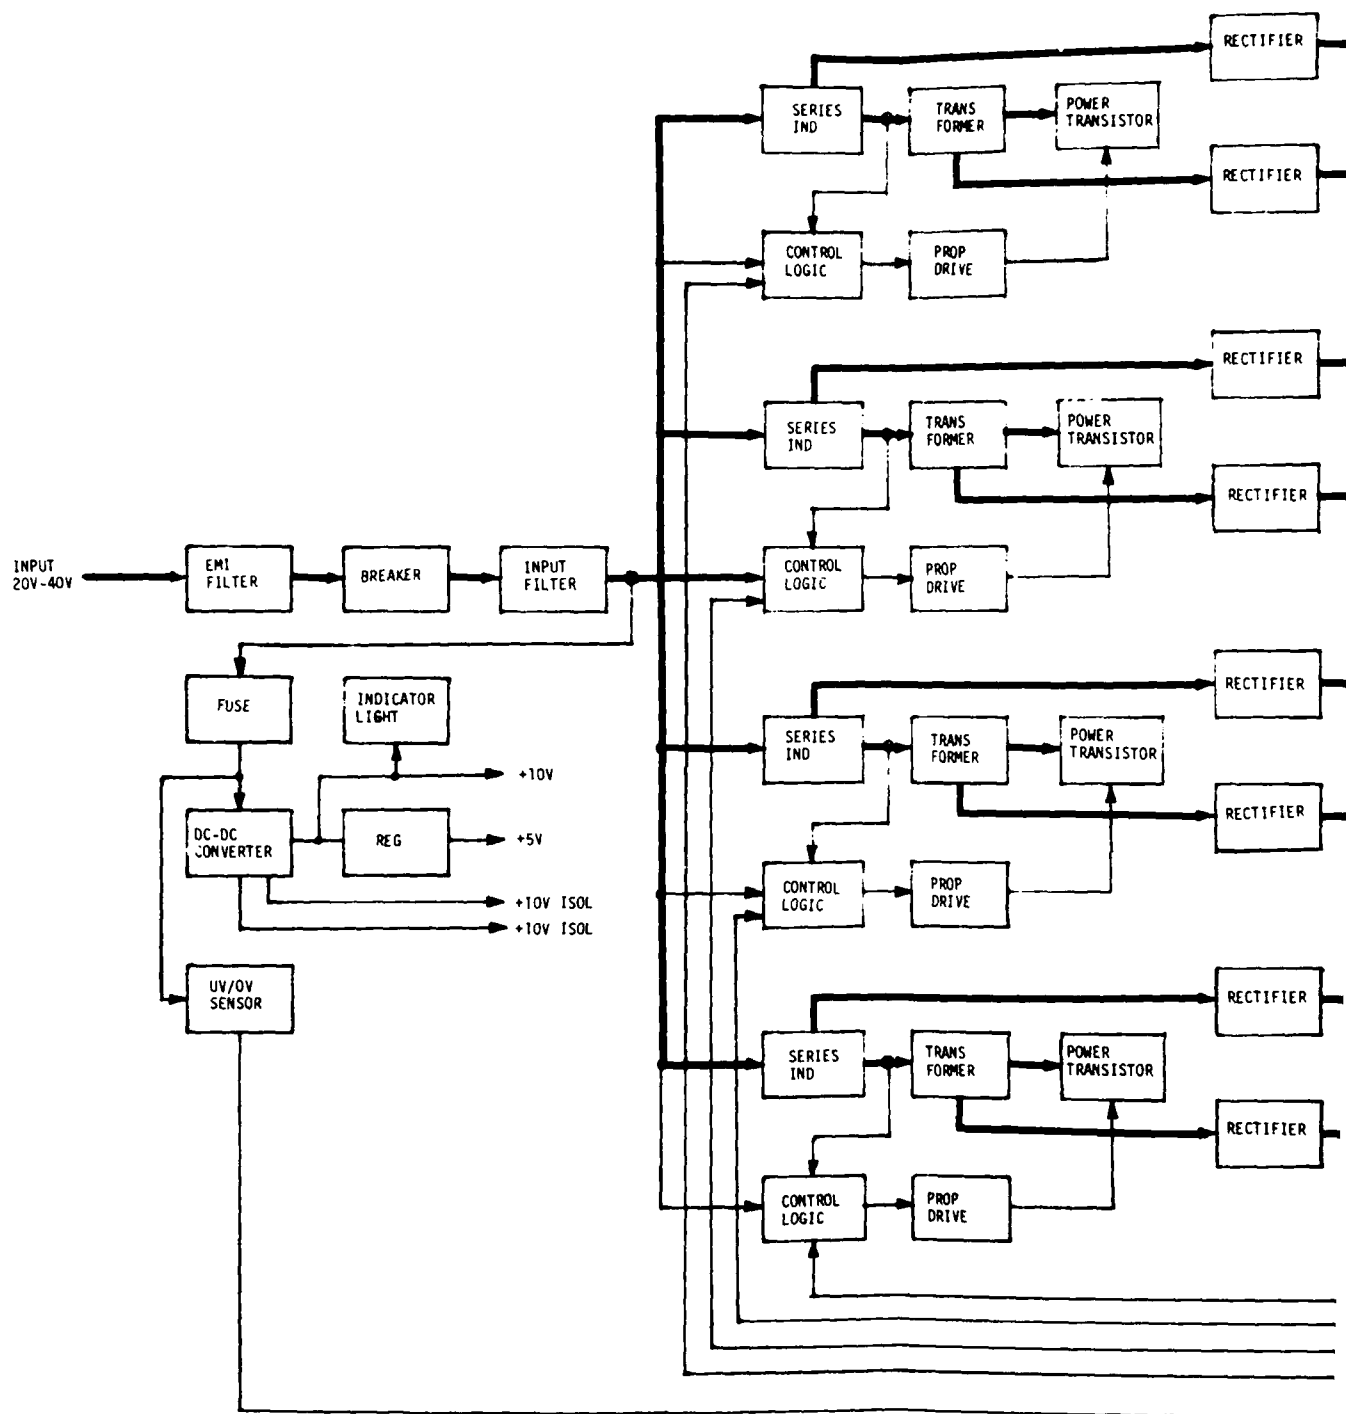 RECTIFIER
SERIES
IND
TRANS
FORMER
POWER
TRANSISTOR
RECTIFIER
CONTROL
LOGIC
PROP
DRIVE
RECTIFIER
SERIES
IND
TRANS
FORMER
POWER
TRANSISTOR
RECTIFIER
INPUT
20V-40V
EMI
FILTER
BREAKER
INPUT
FILTER
CONTROL
LOGIC
PROP
DRIVE
FUSE
INDICATOR
LIGHT
+10V
DC-DC
CONVERTER
REG
+5V
+10V ISOL
+10V ISOL
UV/OV
SENSOR
RECTIFIER
SERIES
IND
TRANS
FORMER
POWER
TRANSISTOR
RECTIFIER
CONTROL
LOGIC
PROP
DRIVE
RECTIFIER
SERIES
IND
TRANS
FORMER
POWER
TRANSISTOR
RECTIFIER
CONTROL
LOGIC
PROP
DRIVE